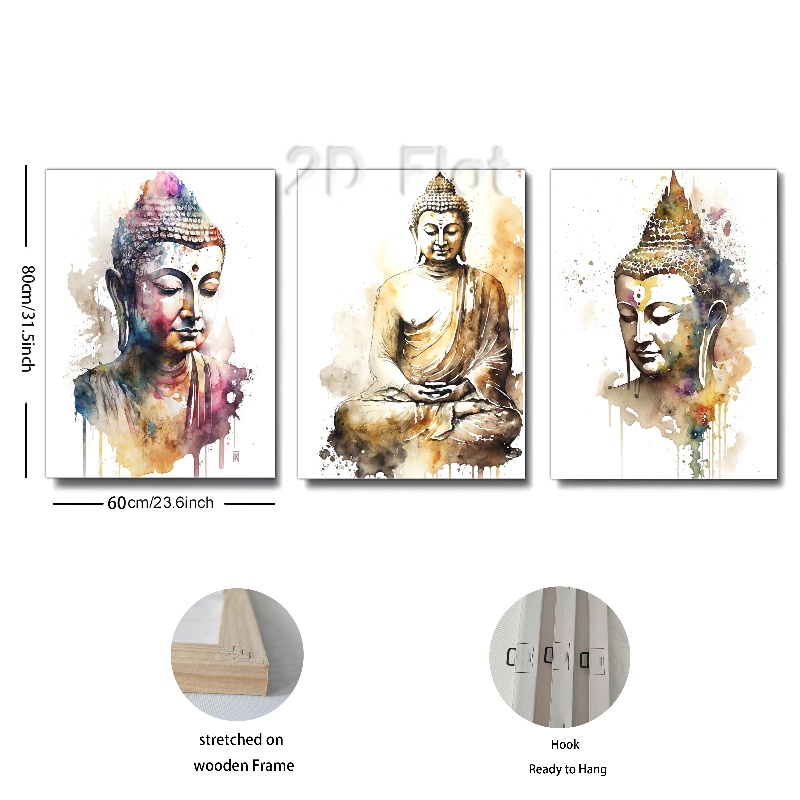 2D Flat
80cm/31.5inch
60cm/23.6inch
stretched on
wooden Frame
Hook
Ready to Hang